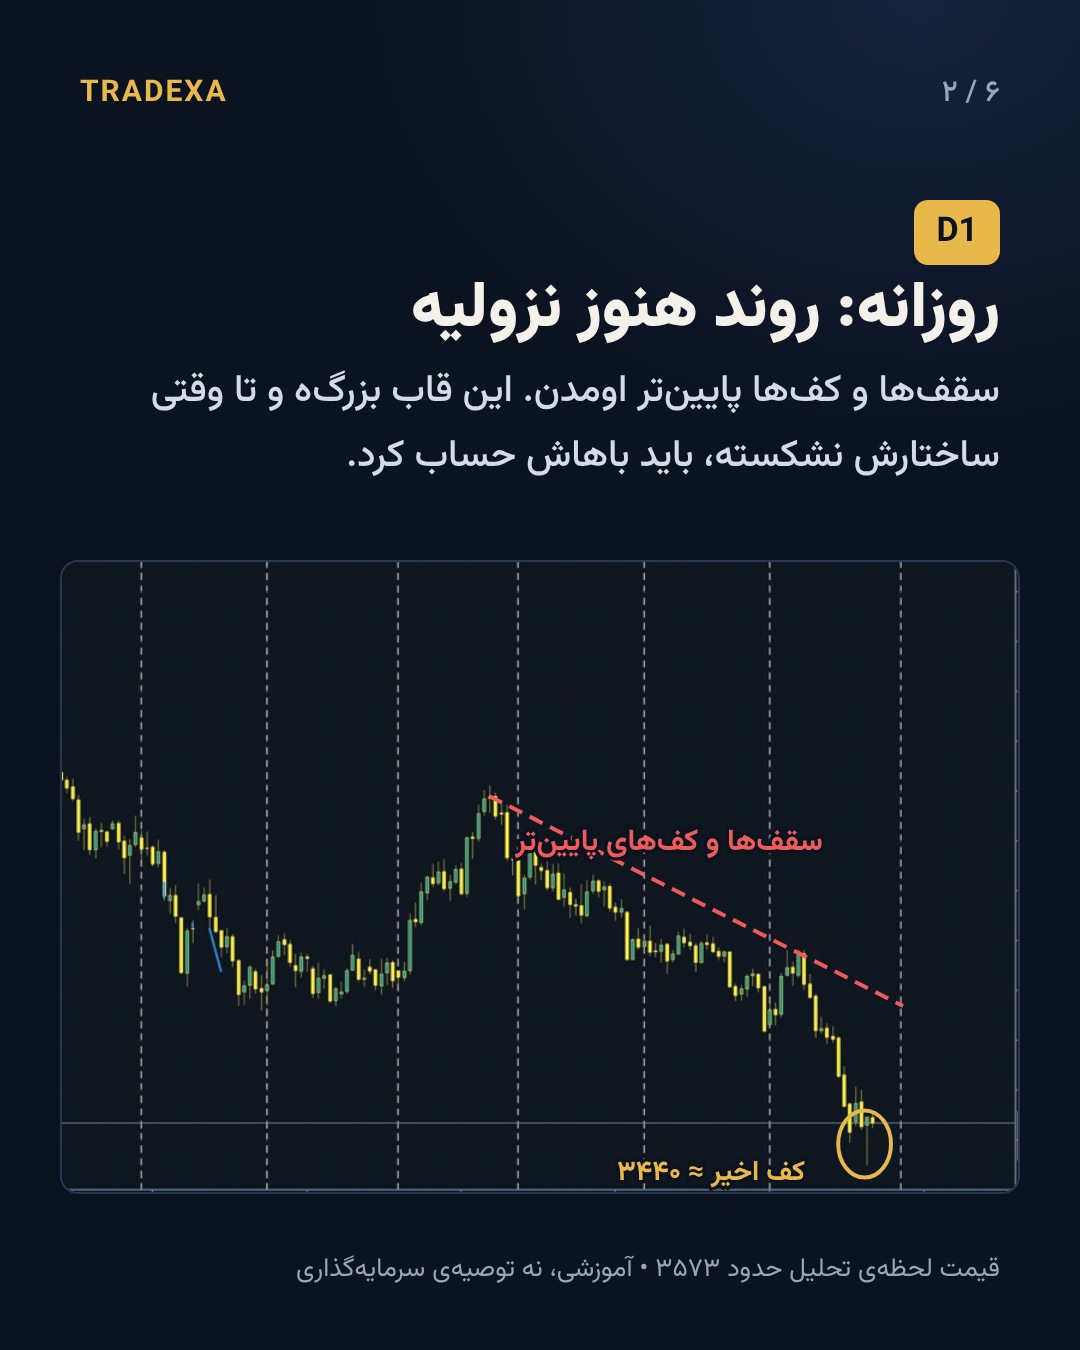 TRADEXA
۲ / ۶
D1
روزانه: روند هنوز نزولیه
سقف‌ها و کف‌ها پایین‌تر اومدن. این قاب بزرگ‌ه و تا وقتی
ساختارش نشکسته، باید باهاش حساب کرد.
سقف‌ها و کف‌های پایین‌تر
کف اخیر ≈ ۳۴۴۰
قیمت لحظه‌ی تحلیل حدود ۳۵۷۳ • آموزشی، نه توصیه‌ی سرمایه‌گذاری